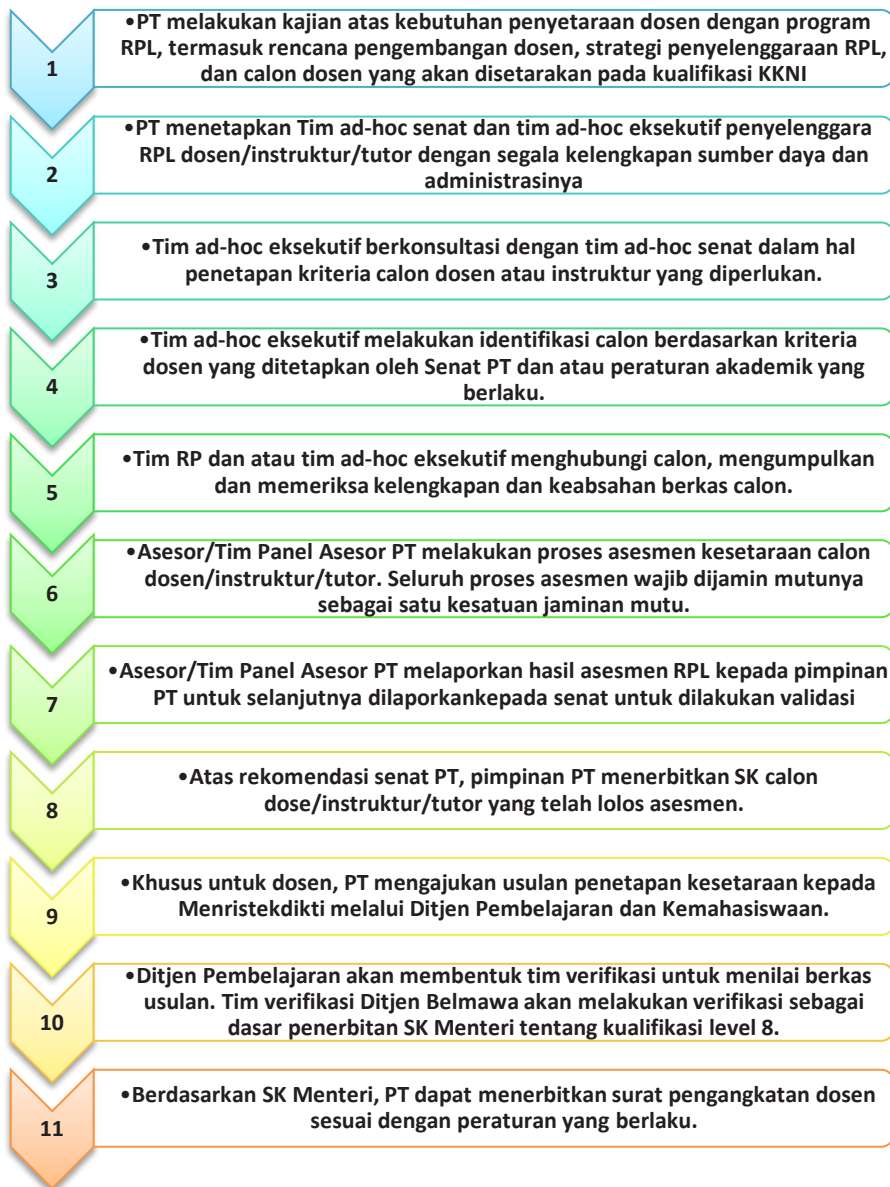 1
•PT melakukan kajian atas kebutuhan penyetaraan dosen dengan program
RPL, termasuk rencana pengembangan dosen, strategi penyelenggaraan RPL,
dan calon dosen yang akan disetarakan pada kualifikasi KKNI
2
•PT menetapkan Tim ad-hoc senat dan tim ad-hoc eksekutif penyelenggara
RPL dosen/instruktur/tutor dengan segala kelengkapan sumber daya dan
administrasinya
3
•Tim ad-hoc eksekutif berkonsultasi dengan tim ad-hoc senat dalam hal
penetapan kriteria calon dosen atau instruktur yang diperlukan.
4
•Tim ad-hoc eksekutif melakukan identifikasi calon berdasarkan kriteria
dosen yang ditetapkan oleh Senat PT dan atau peraturan akademik yang
berlaku.
5
•Tim RP dan atau tim ad-hoc eksekutif menghubungi calon, mengumpulkan
dan memeriksa kelengkapan dan keabsahan berkas calon.
6
•Asesor/Tim Panel Asesor PT melakukan proses asesmen kesetaraan calon
dosen/instruktur/tutor. Seluruh proses asesmen wajib dijamin mutunya
sebagai satu kesatuan jaminan mutu.
7
•Asesor/Tim Panel Asesor PT melaporkan hasil asesmen RPL kepada pimpinan
PT untuk selanjutnya dilaporkankepada senat untuk dilakukan validasi
8
•Atas rekomendasi senat PT, pimpinan PT menerbitkan SK calon
dose/instruktur/tutor yang telah lolos asesmen.
9
•Khusus untuk dosen, PT mengajukan usulan penetapan kesetaraan kepada
Menristekdikti melalui Ditjen Pembelajaran dan Kemahasiswaan.
10
•Ditjen Pembelajaran akan membentuk tim verifikasi untuk menilai berkas
usulan. Tim verifikasi Ditjen Belmawa akan melakukan verifikasi sebagai
dasar penerbitan SK Menteri tentang kualifikasi level 8.
11
•Berdasarkan SK Menteri, PT dapat menerbitkan surat pengangkatan dosen
sesuai dengan peraturan yang berlaku.